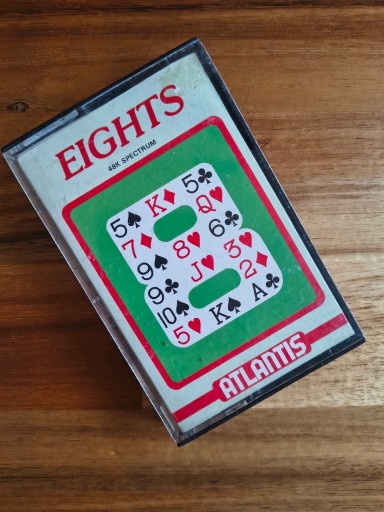 EIGHTS
48K SPECTRUM
5♠ K♦ 5♣
7♦ Q♥
9♠ 8♥ 6♣
9♣ J♥ 3♥
10♠ 2♦
5♥ K♠ A♣
ATLANTIS